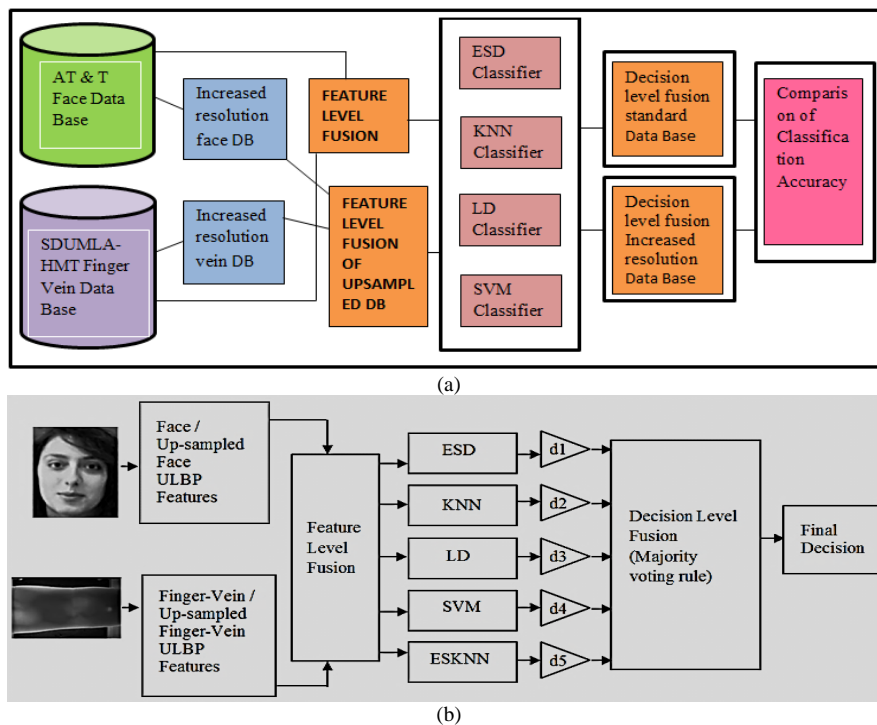 AT & T
Face Data
Base
Increased
resolution
face DB
SDUMLA-
HMT Finger
Vein Data
Base
Increased
resolution
vein DB
FEATURE
LEVEL
FUSION
FEATURE
LEVEL
FUSION
OF
UPSAMPL
ED DB
ESD
Classifier
KNN
Classifier
LD
Classifier
SVM
Classifier
Decision
level fusion
standard
Data Base
Decision
level fusion
Increased
resolution
Data Base
Comparis
on of
Classifica
tion
Accuracy
(a)
Face /
Up-sampled
Face
ULBP
Features
Finger-Vein /
Up-sampled
Finger-Vein
ULBP
Features
Feature
Level
Fusion
ESD
d1
KNN
d2
LD
d3
SVM
d4
ESKNN
d5
Decision Level
Fusion
(Majority
voting rule)
Final
Decision
(b)